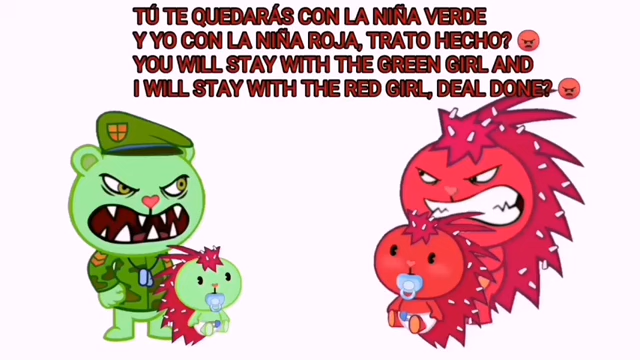 TÚ TE QUEDARÁS CON LA NIÑA VERDE
Y YO CON LA NIÑA ROJA, TRATO HECHO? 😡
YOU WILL STAY WITH THE GREEN GIRL AND
I WILL STAY WITH THE RED GIRL, DEAL DONE? 😡